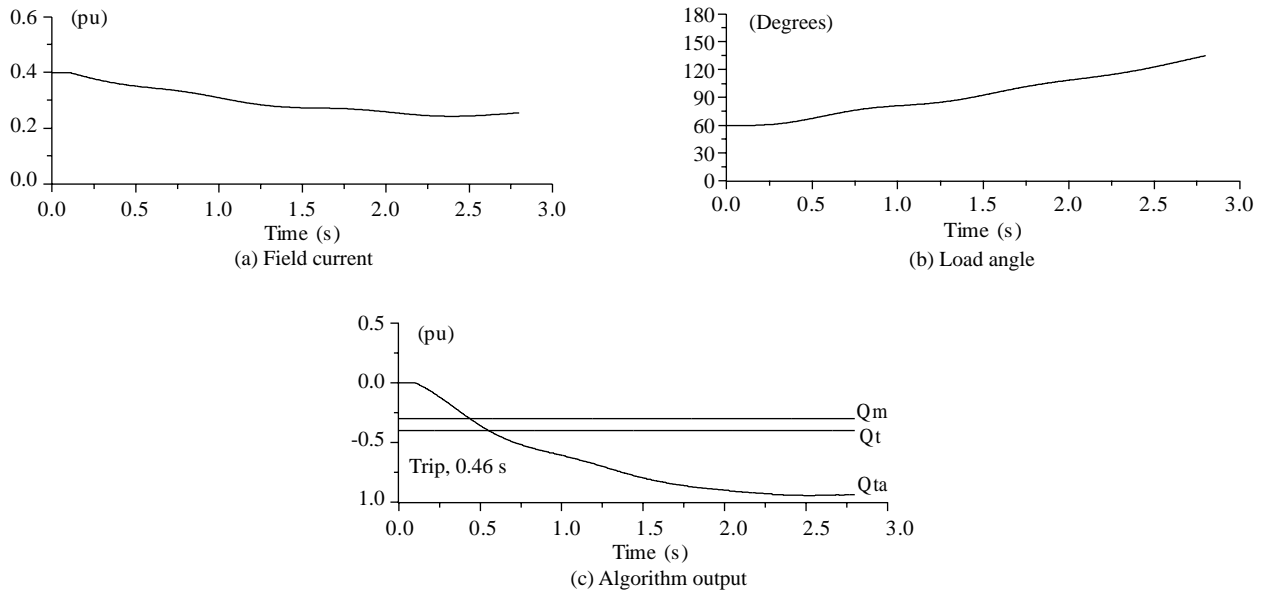 (pu)
0.6
0.4
0.2
0.0
0.0 0.5 1.0 1.5 2.0 2.5 3.0
Time (s)
(a) Field current
(Degrees)
180
150
120
90
60
30
0
0.0 0.5 1.0 1.5 2.0 2.5 3.0
Time (s)
(b) Load angle
(pu)
0.5
0.0
-0.5
1.0
Qm
Qt
Trip, 0.46 s
Qta
0.0 0.5 1.0 1.5 2.0 2.5 3.0
Time (s)
(c) Algorithm output